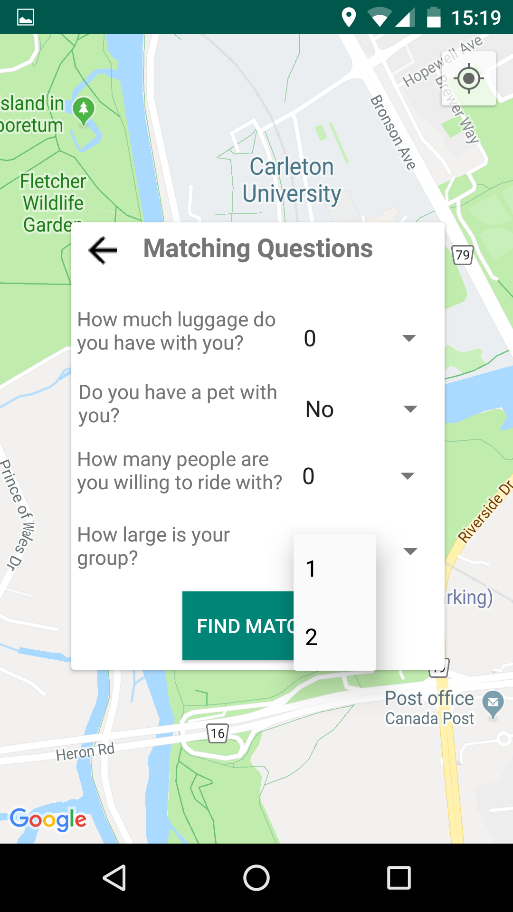 15:19
Hopewell Ave
Brewer Way
Bronson Ave
sland in
boretum
Carleton
University
Fletcher
Wildlife
Garde
79
Matching Questions
How much luggage do
you have with you?
0
Do you have a pet with
you?
No
How many people are
you willing to ride with?
0
How large is your
group?
1
2
FIND MATC
Prince of Wales Dr
Riverside Dr
rking)
Post office
Canada Post
16
Heron Rd
Google